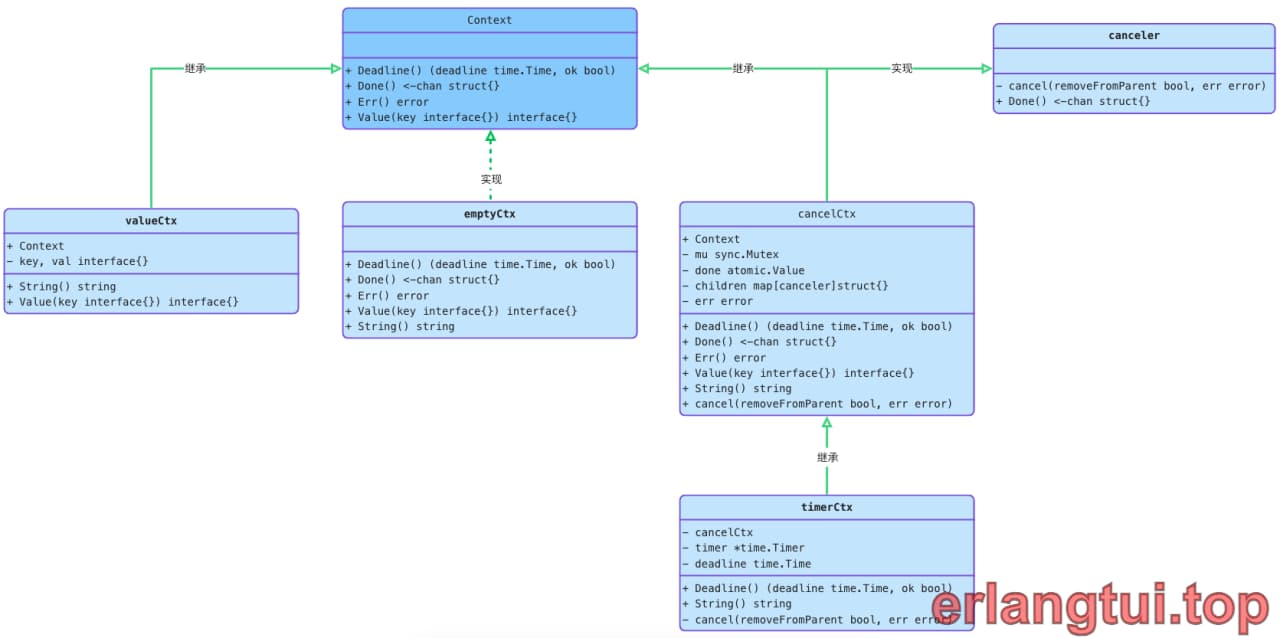 Context
+ Deadline() (deadline time.Time, ok bool)
+ Done() <-chan struct{}
+ Err() error
+ Value(key interface{}) interface{}
canceler
- cancel(removeFromParent bool, err error)
+ Done() <-chan struct{}
继承
继承
实现
实现
valueCtx
+ Context
- key, val interface{}
+ String() string
+ Value(key interface{}) interface{}
emptyCtx
+ Deadline() (deadline time.Time, ok bool)
+ Done() <-chan struct{}
+ Err() error
+ Value(key interface{}) interface{}
+ String() string
cancelCtx
+ Context
- mu sync.Mutex
- done atomic.Value
- children map[canceler]struct{}
- err error
+ Deadline() (deadline time.Time, ok bool)
+ Done() <-chan struct{}
+ Err() error
+ Value(key interface{}) interface{}
+ String() string
+ cancel(removeFromParent bool, err error)
继承
timerCtx
- cancelCtx
- timer *time.Timer
- deadline time.Time
+ Deadline() (deadline time.Time, ok bool)
+ String() string
- cancel(removeFromParent bool, err error)
erlangtui.top